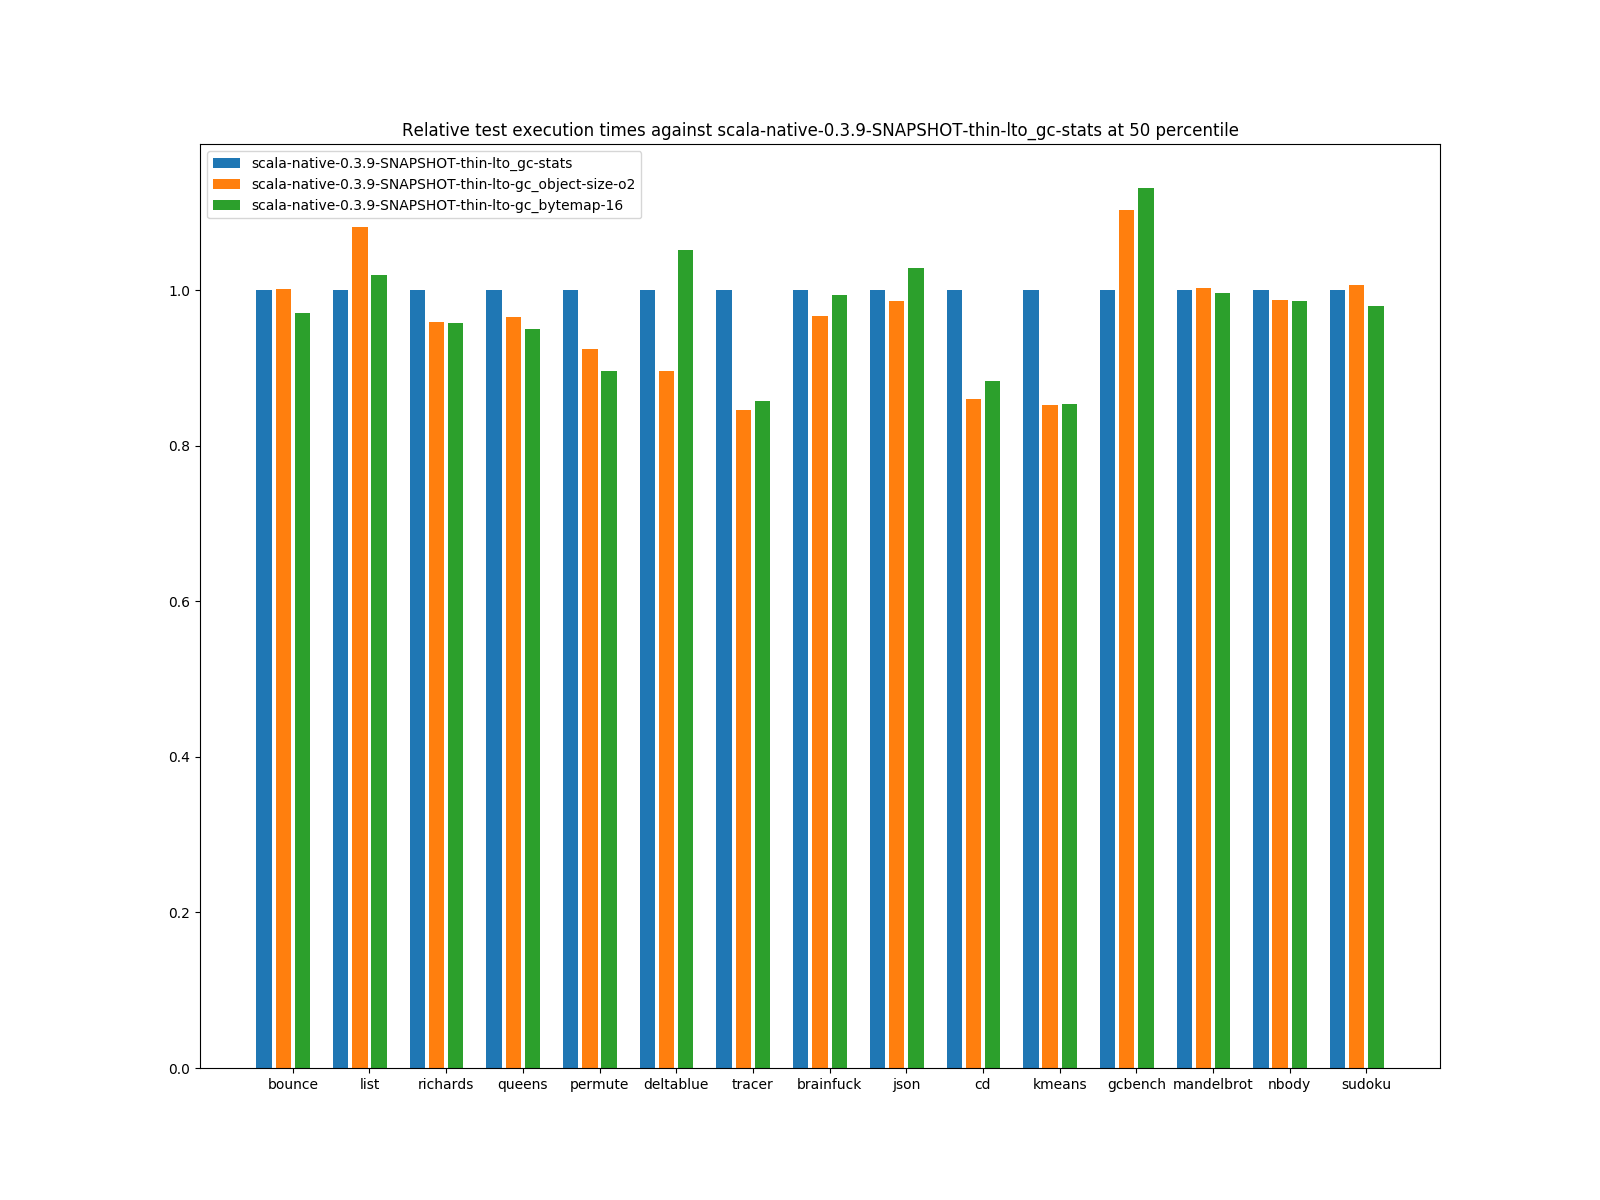 Relative test execution times against scala-native-0.3.9-SNAPSHOT-thin-lto_gc-stats at 50 percentile
scala-native-0.3.9-SNAPSHOT-thin-lto_gc-stats
scala-native-0.3.9-SNAPSHOT-thin-lto-gc_object-size-o2
scala-native-0.3.9-SNAPSHOT-thin-lto-gc_bytemap-16
1.0
0.8
0.6
0.4
0.2
0.0
bounce list richards queens permute deltablue tracer brainfuck json cd kmeans gcbench mandelbrot nbody sudoku